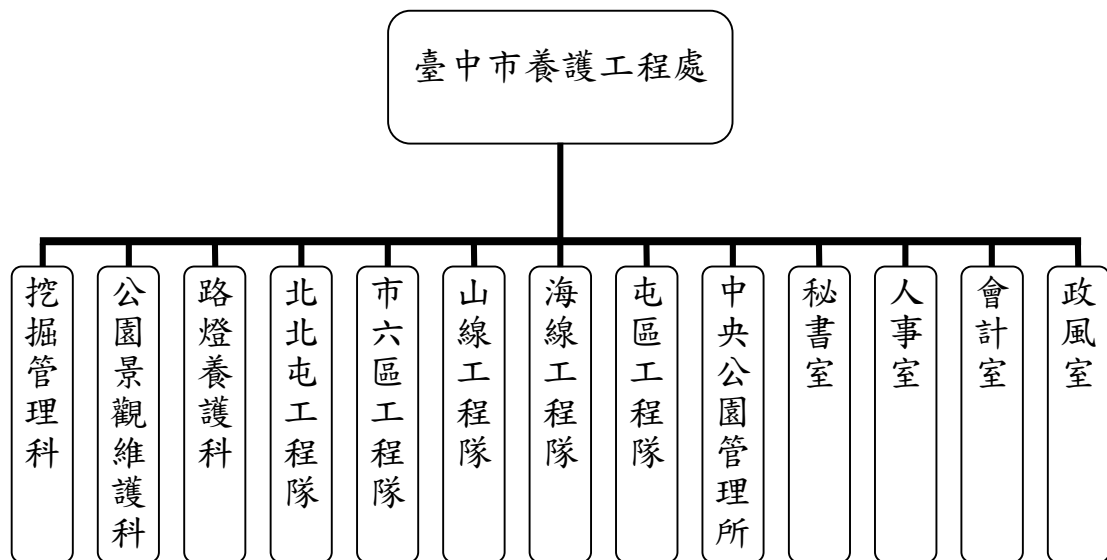 臺中市養護工程處
挖掘管理科
公園景觀維護科
路燈養護科
北北屯工程隊
市六區工程隊
山線工程隊
海線工程隊
屯區工程隊
中央公園管理所
秘書室
人事室
會計室
政風室